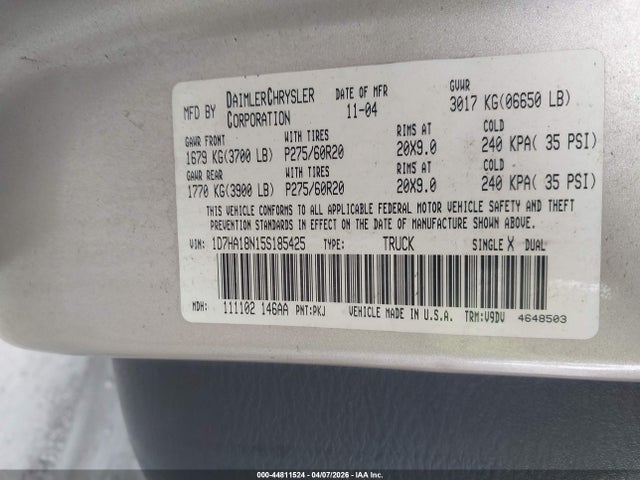 MFD BY DAIMLERCHRYSLER CORPORATION DATE OF MFR 11-04 GVWR 3017 KG(06650 LB)
GAWR FRONT WITH TIRES RIMS AT COLD
1679 KG(3700 LB) P275/60R20 20X9.0 240 KPA( 35 PSI)
GAWR REAR WITH TIRES RIMS AT COLD
1770 KG(3900 LB) P275/60R20 20X9.0 240 KPA( 35 PSI)
THIS VEHICLE CONFORMS TO ALL APPLICABLE FEDERAL MOTOR VEHICLE SAFETY AND THEFT
PREVENTION STANDARDS IN EFFECT ON THE DATE OF MANUFACTURE SHOWN ABOVE.
VIN: 1D7HA18N15S185425 TYPE: TRUCK SINGLE X DUAL
MDH: 111102 146AA PNT:PKJ VEHICLE MADE IN U.S.A. TRM:V9DV 4648503
000-44811524 | 04/07/2026 | IAA Inc.